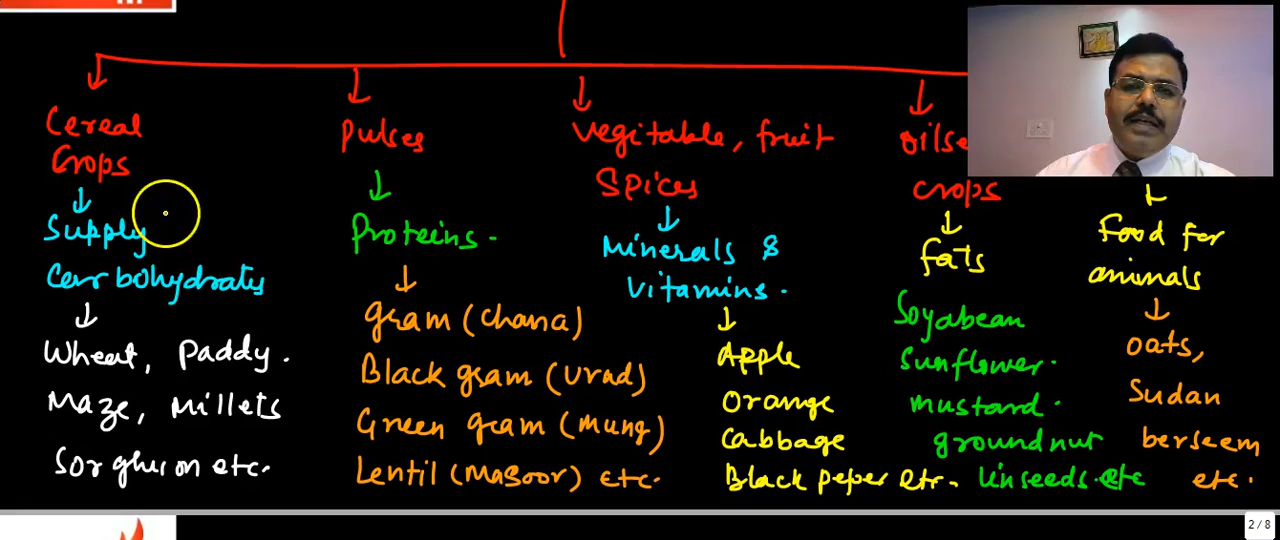 Cereal
Crops
Supply
Carbohydrates
Wheat, Paddy.
Maze, Millets
Sorghum etc.
Pulses
Proteins.
gram (Chana)
Black gram (Urad)
Green gram (Mung)
Lentil (Masoor) etc.
Vegitable, fruit
Spices
Minerals &
Vitamins.
Apple
Orange
Cabbage
Black peper etc.
Crops
fats
Soyabean
Sunflower.
mustard.
groundnut
linseeds.etc
Food for
animals
oats,
Sudan
berseem
etc.
2/8